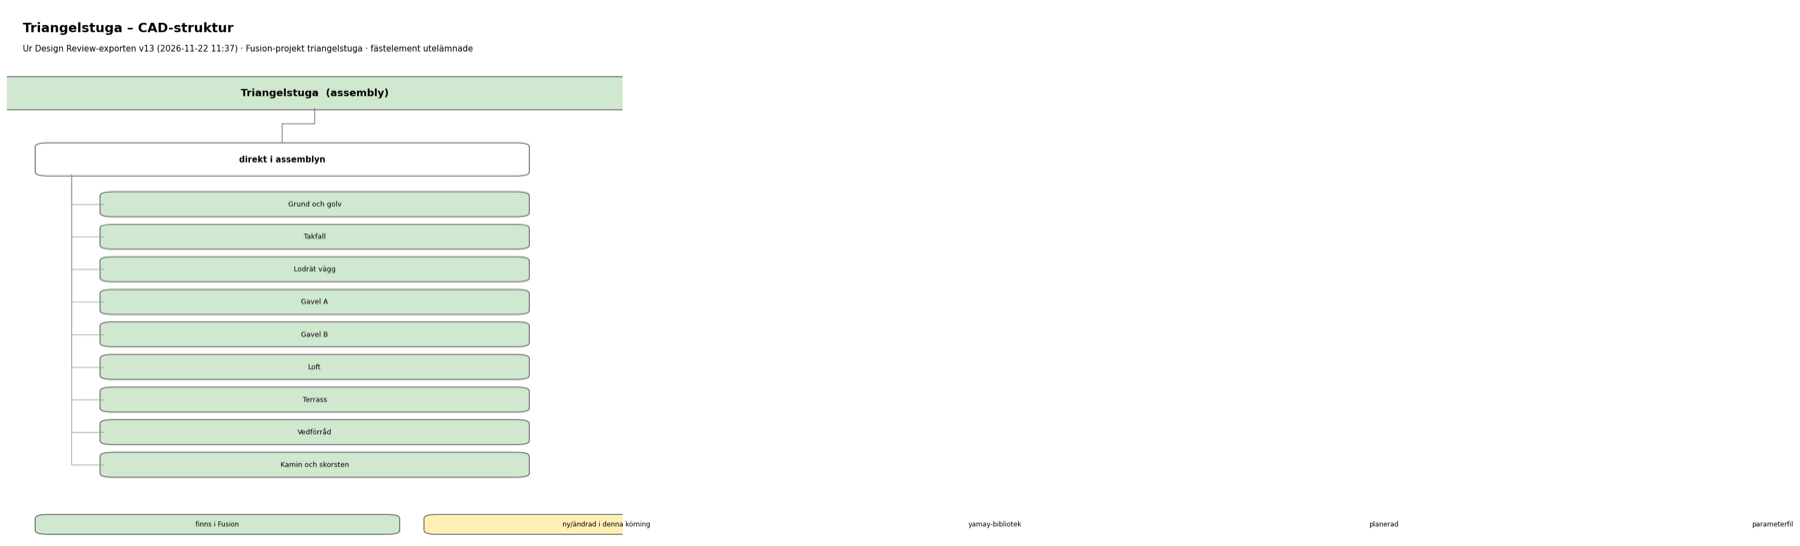 Triangelstuga – CAD-struktur
Ur Design Review-exporten v13 (2026-11-22 11:37) · Fusion-projekt triangelstuga · fästelement utelämnade
Triangelstuga (assembly)
direkt i assemblyn
Grund och golv
Takfall
Lodrät vägg
Gavel A
Gavel B
Loft
Terrass
Vedförråd
Kamin och skorsten
finns i Fusion
ny/ändrad i denna körning
yamay-bibliotek
planerad
parameterfil